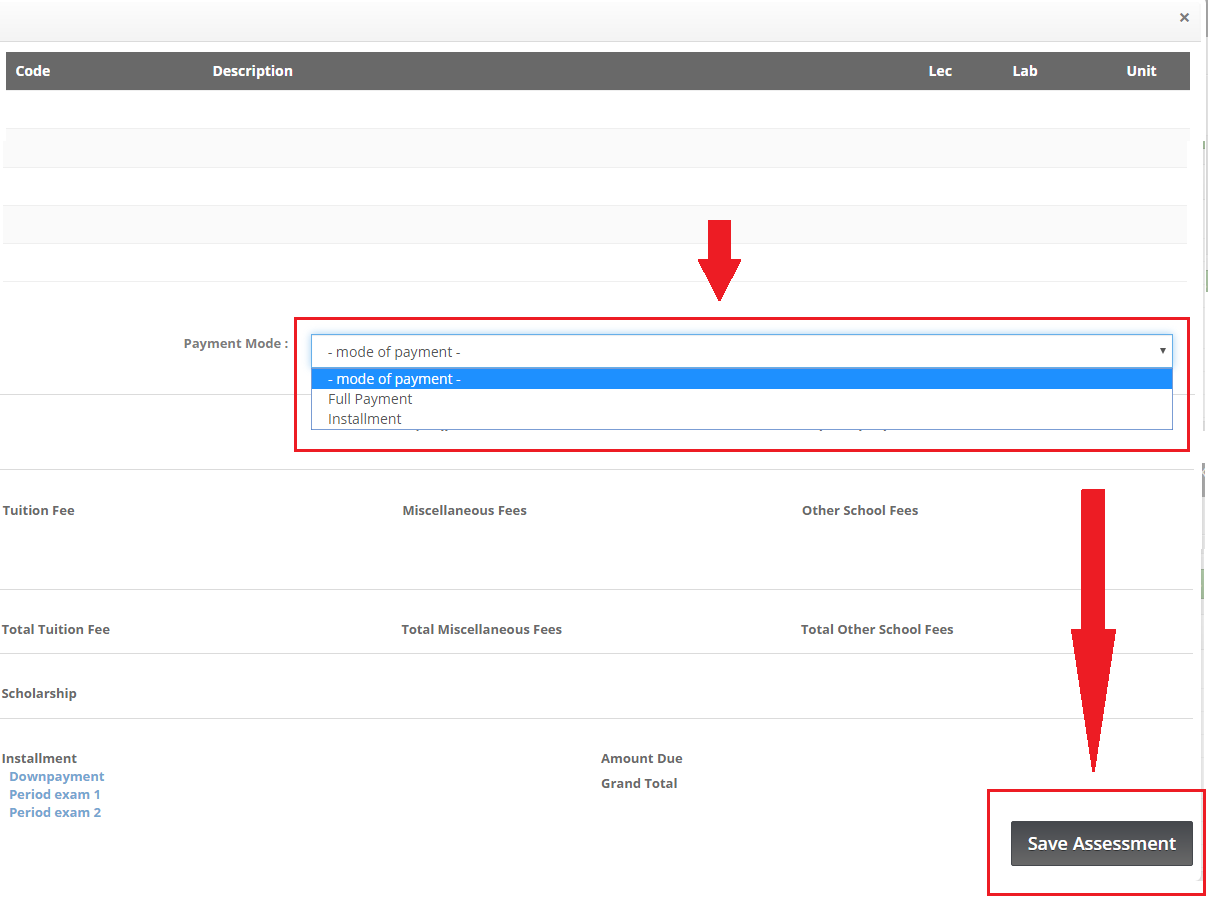 ×
Code Description Lec Lab Unit
Payment Mode :
- mode of payment -
- mode of payment -
Full Payment
Installment
Tuition Fee Miscellaneous Fees Other School Fees
Total Tuition Fee Total Miscellaneous Fees Total Other School Fees
Scholarship
Installment Amount Due
Downpayment
Grand Total
Period exam 1
Period exam 2
Save Assessment